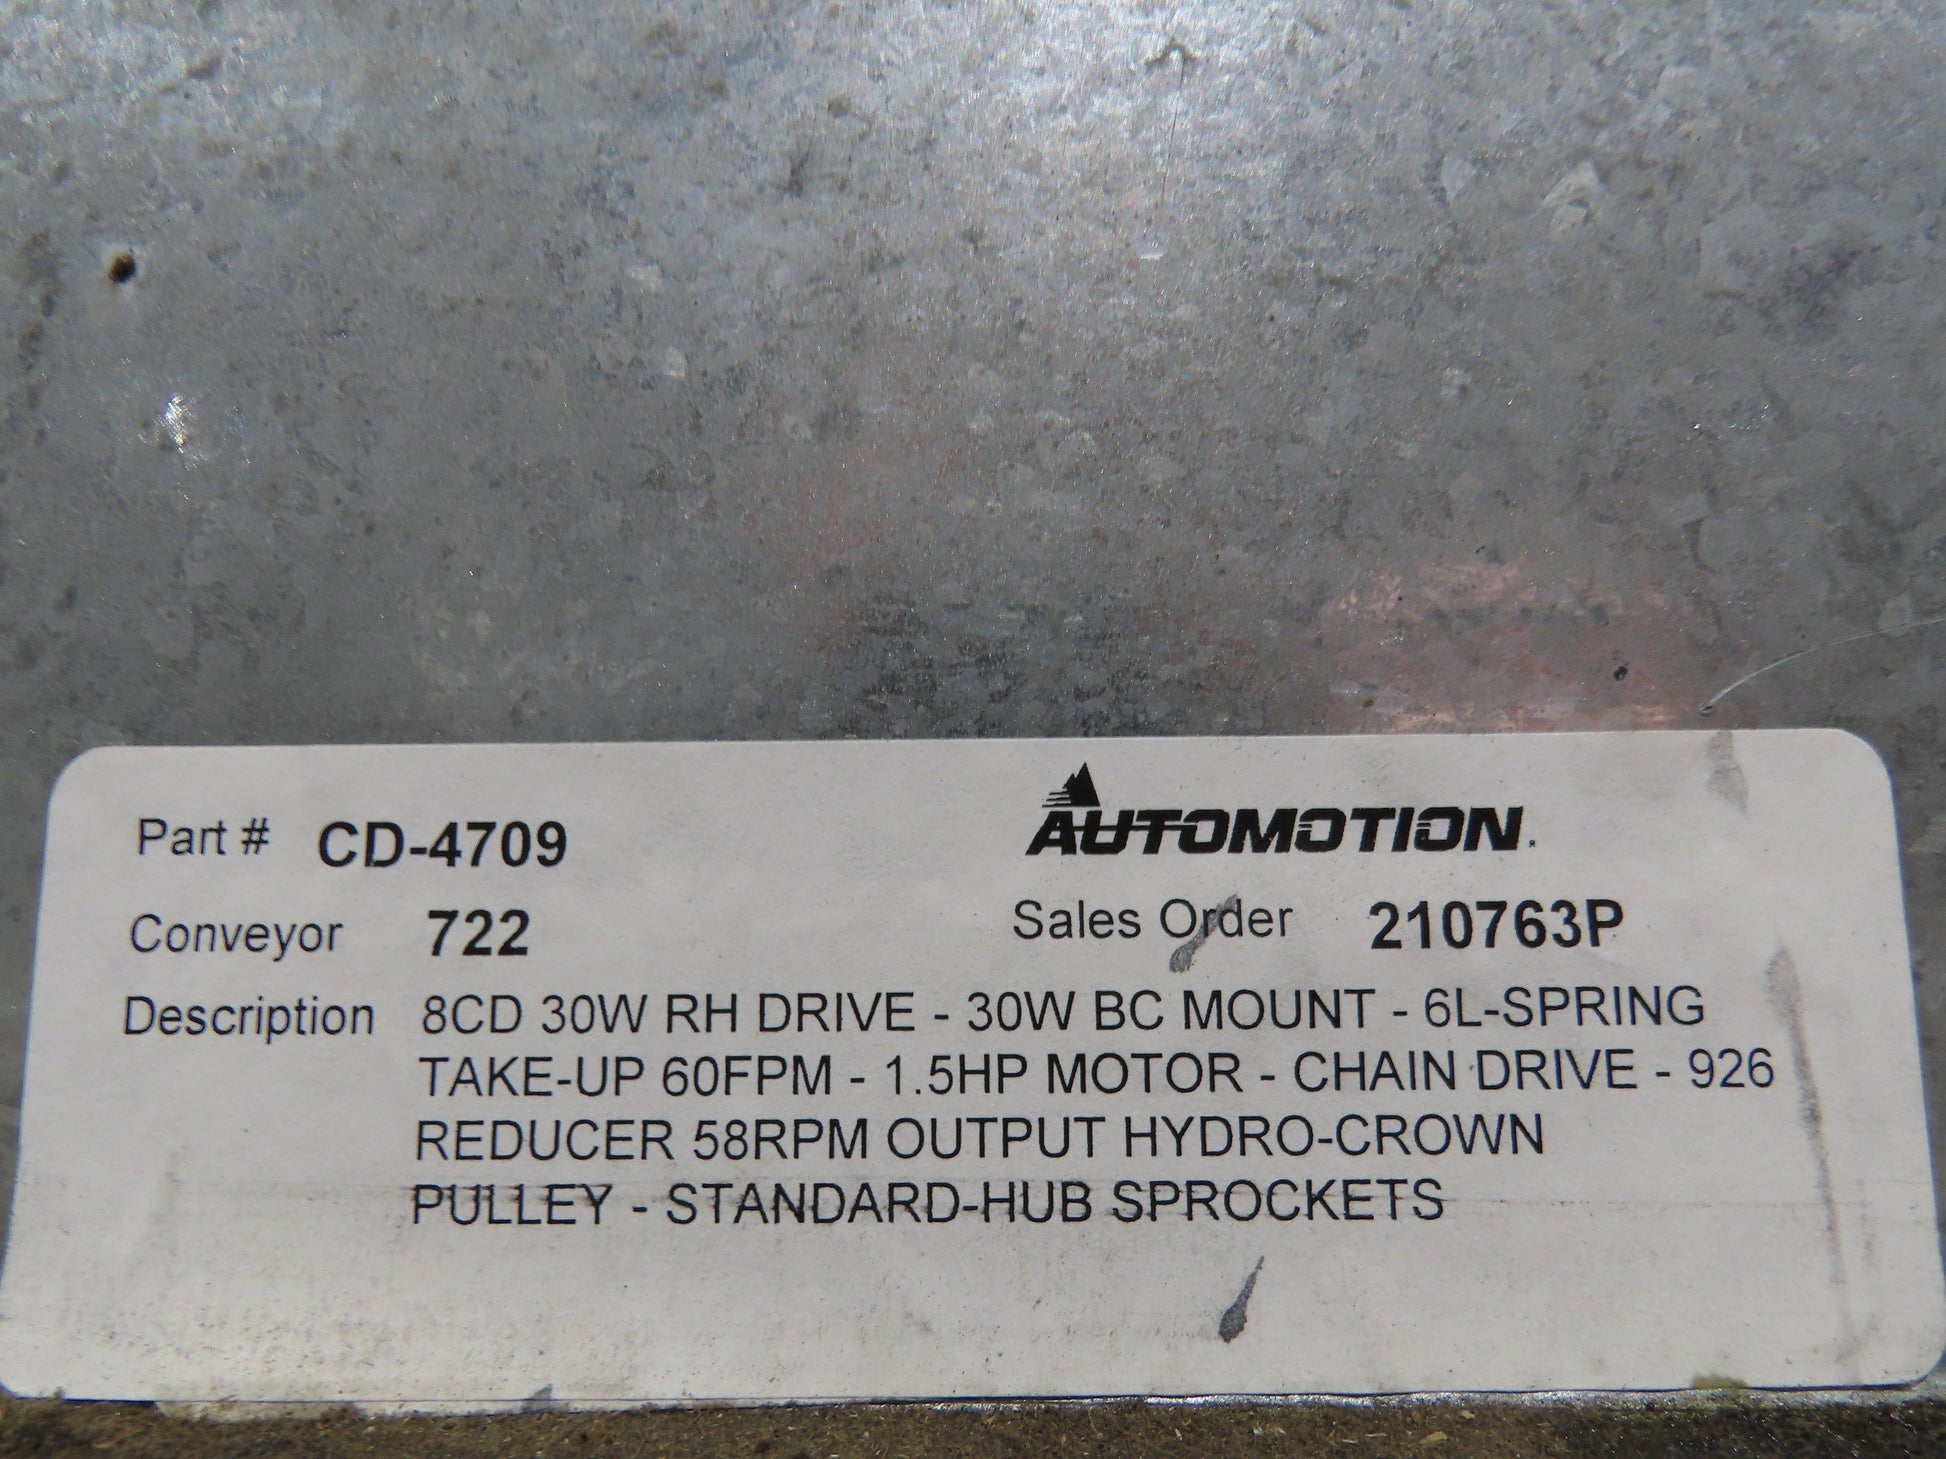 Part # CD-4709
AUTOMOTION.
Conveyor 722
Sales Order 210763P
Description 8CD 30W RH DRIVE - 30W BC MOUNT - 6L-SPRING
TAKE-UP 60FPM - 1.5HP MOTOR - CHAIN DRIVE - 926
REDUCER 58RPM OUTPUT HYDRO-CROWN
PULLEY - STANDARD-HUB SPROCKETS